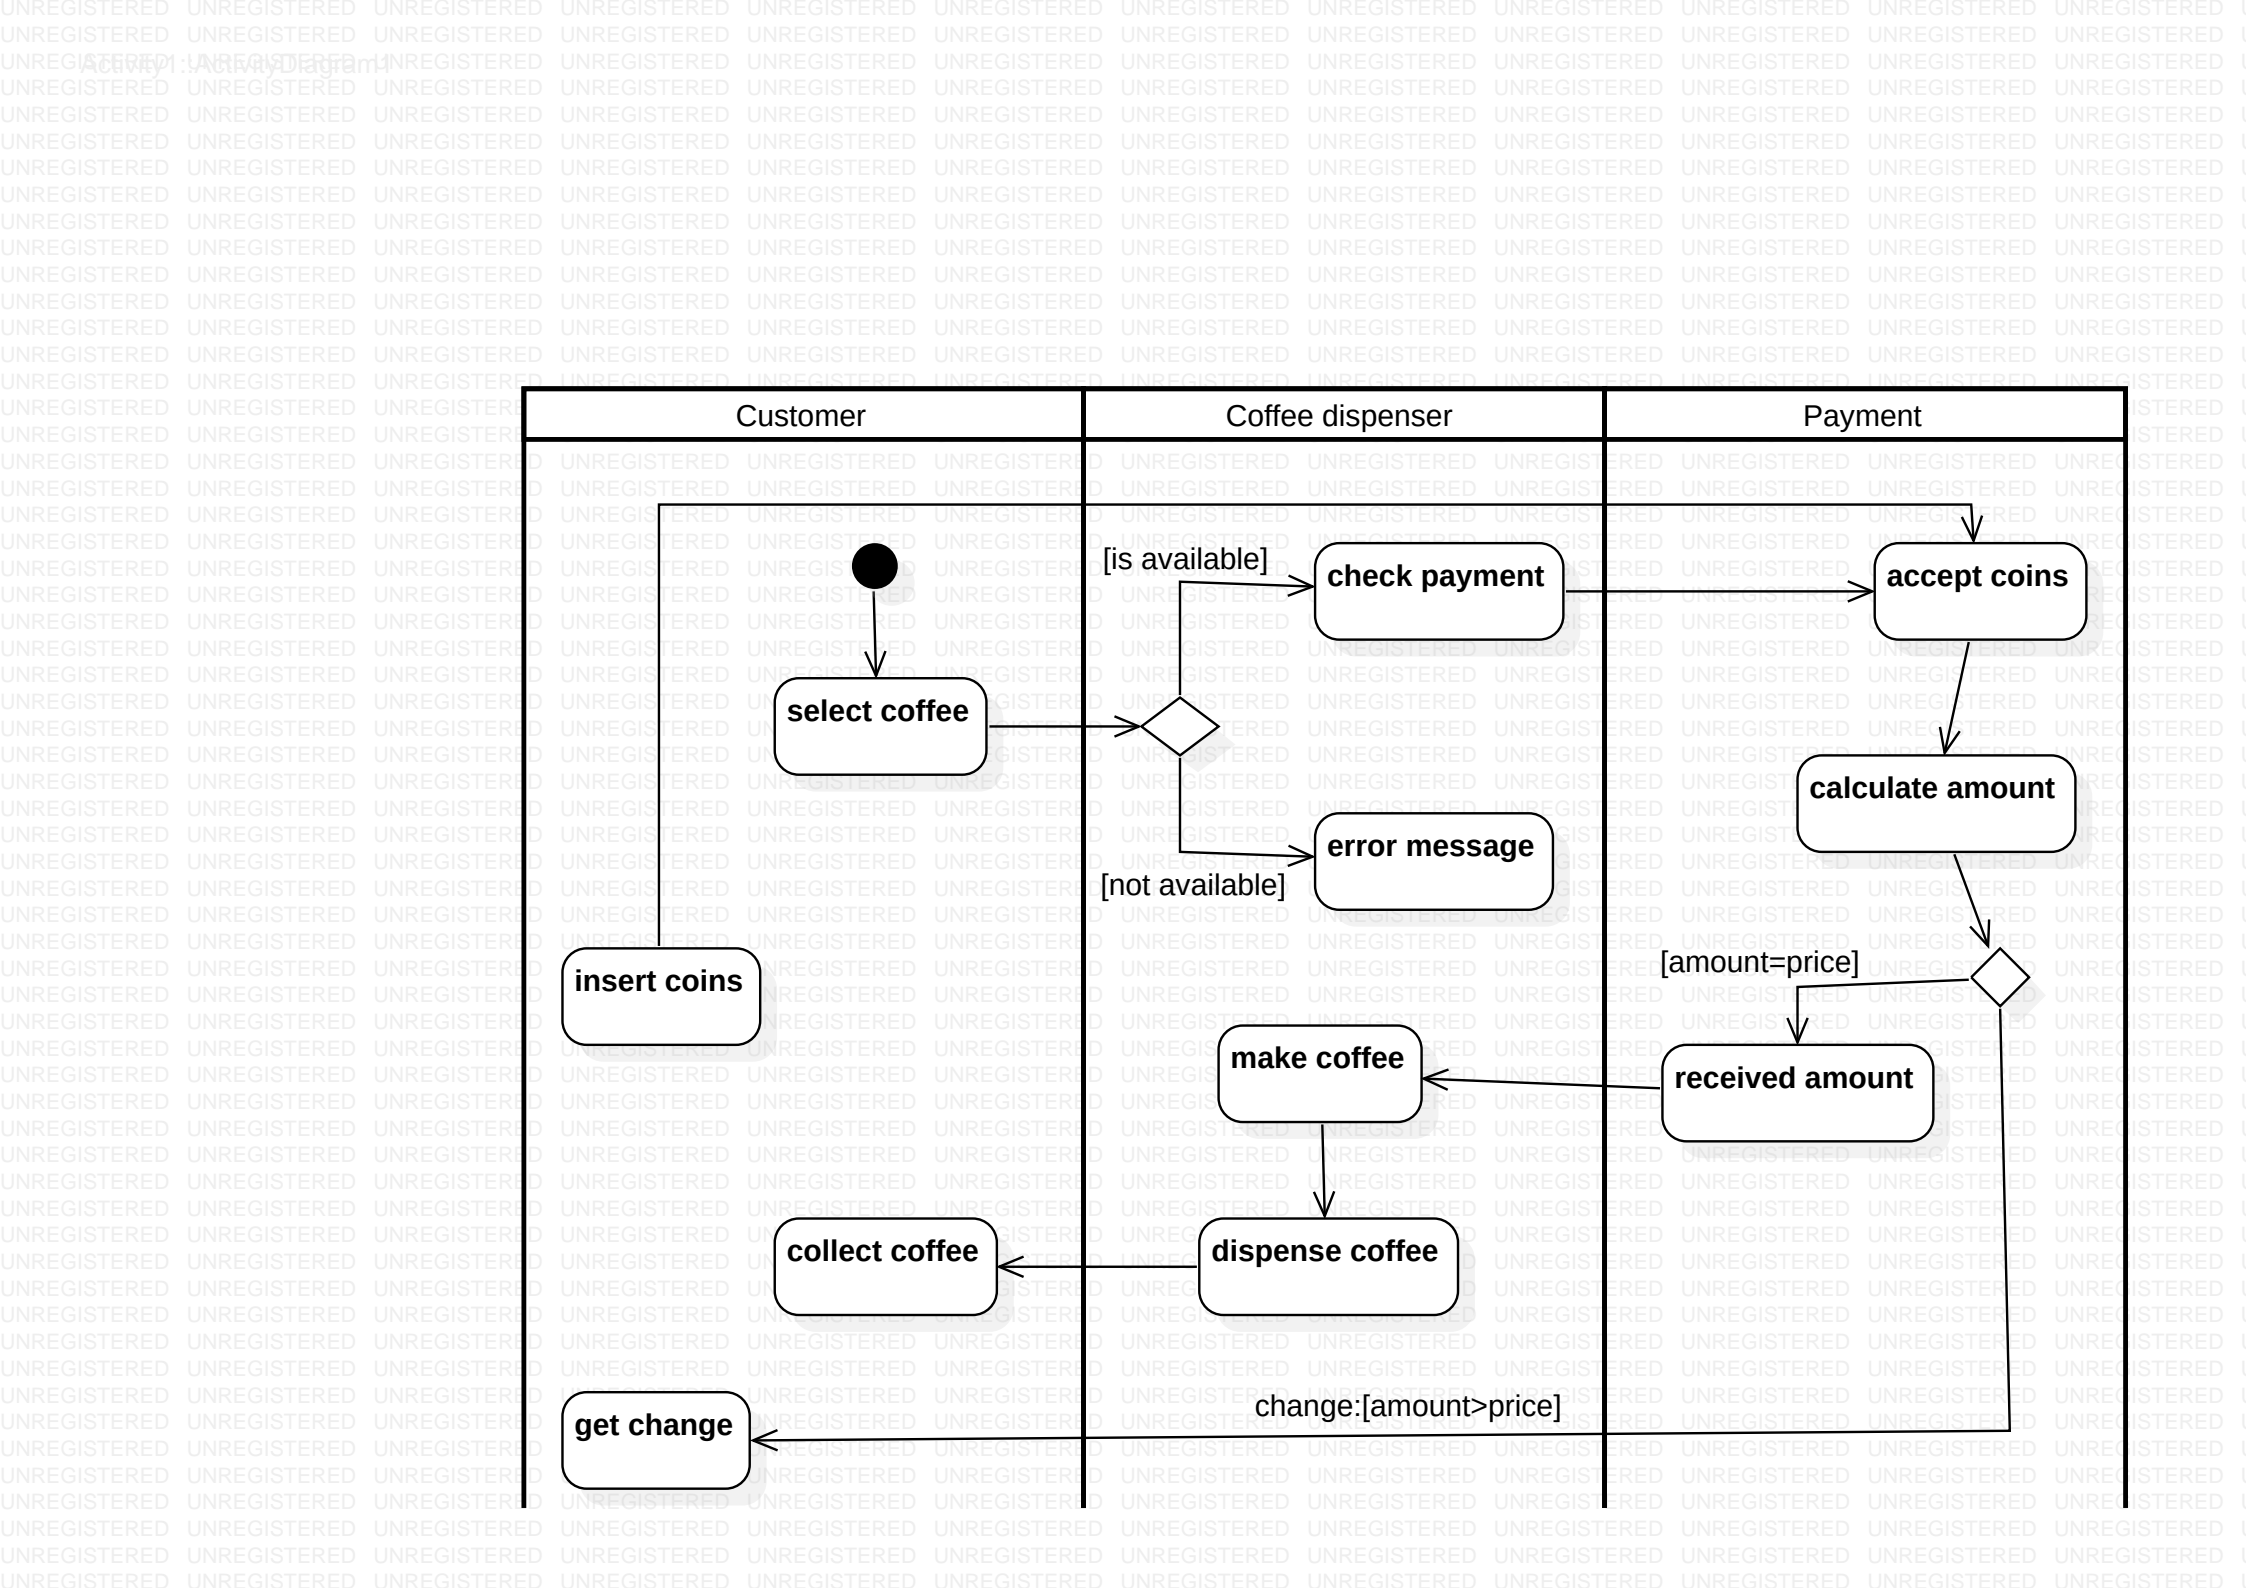 Activity1::ActivityDiagram1
UNREGISTERED
Customer
Coffee dispenser
Payment
[is available]
check payment
accept coins
select coffee
calculate amount
error message
[not available]
[amount=price]
insert coins
make coffee
received amount
collect coffee
dispense coffee
change:[amount>price]
get change